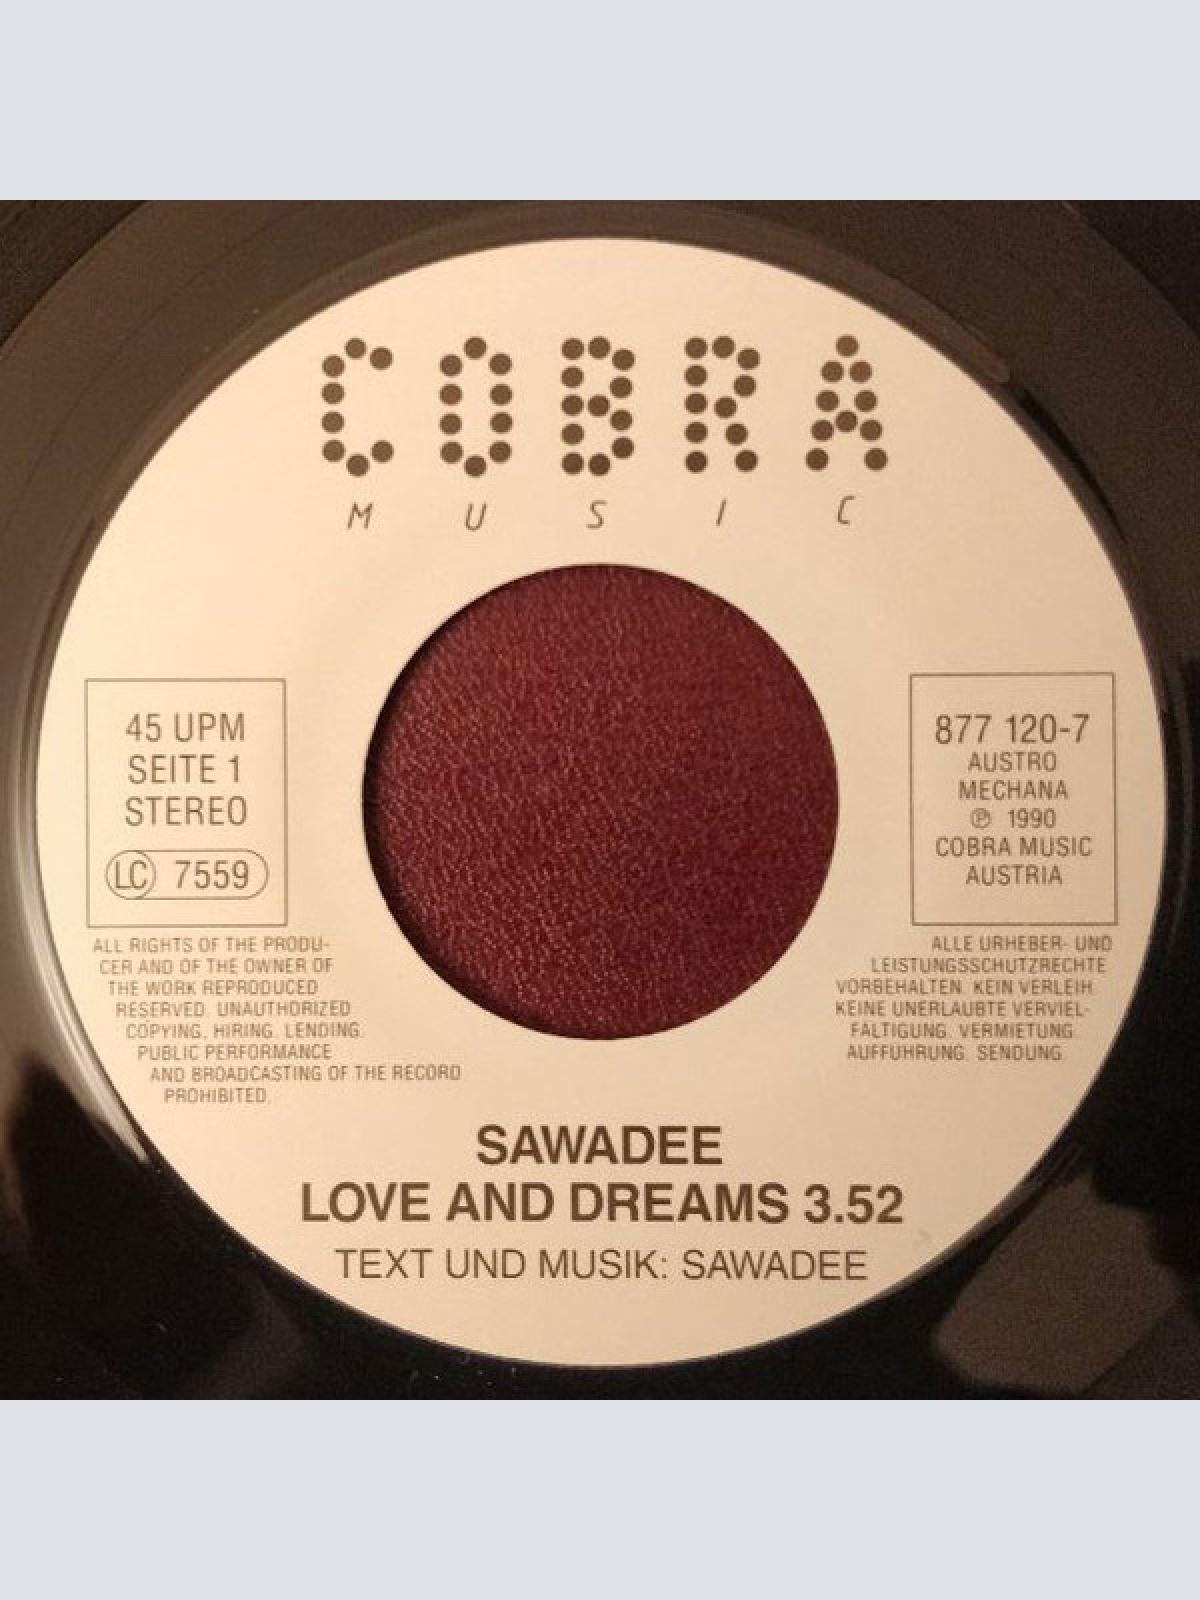 COBRA
MUSIC
45 UPM
SEITE 1
STEREO
LC 7559
877 120-7
AUSTRO
MECHANA
℗ 1990
COBRA MUSIC
AUSTRIA
ALL RIGHTS OF THE PRODU-
CER AND OF THE OWNER OF
THE WORK REPRODUCED
RESERVED. UNAUTHORIZED
COPYING, HIRING, LENDING,
PUBLIC PERFORMANCE
AND BROADCASTING OF THE RECORD
PROHIBITED.
ALLE URHEBER- UND
LEISTUNGSSCHUTZRECHTE
VORBEHALTEN. KEIN VERLEIH.
KEINE UNERLAUBTE VERVIEL-
FÄLTIGUNG, VERMIETUNG,
AUFFÜHRUNG, SENDUNG.
SAWADEE
LOVE AND DREAMS 3.52
TEXT UND MUSIK: SAWADEE